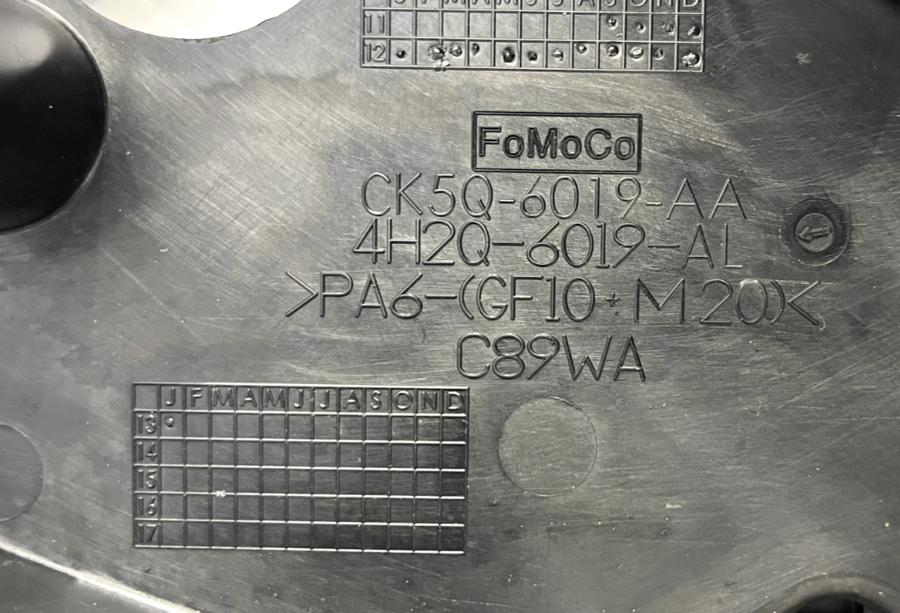 J F M A M J J A S O N D
11
12
FoMoCo
CK5Q-6019-AA
4H2Q-6019-AL
>PA6-(GF10+M20)<
C89WA
J F M A M J J A S O N D
13
14
15
16
17